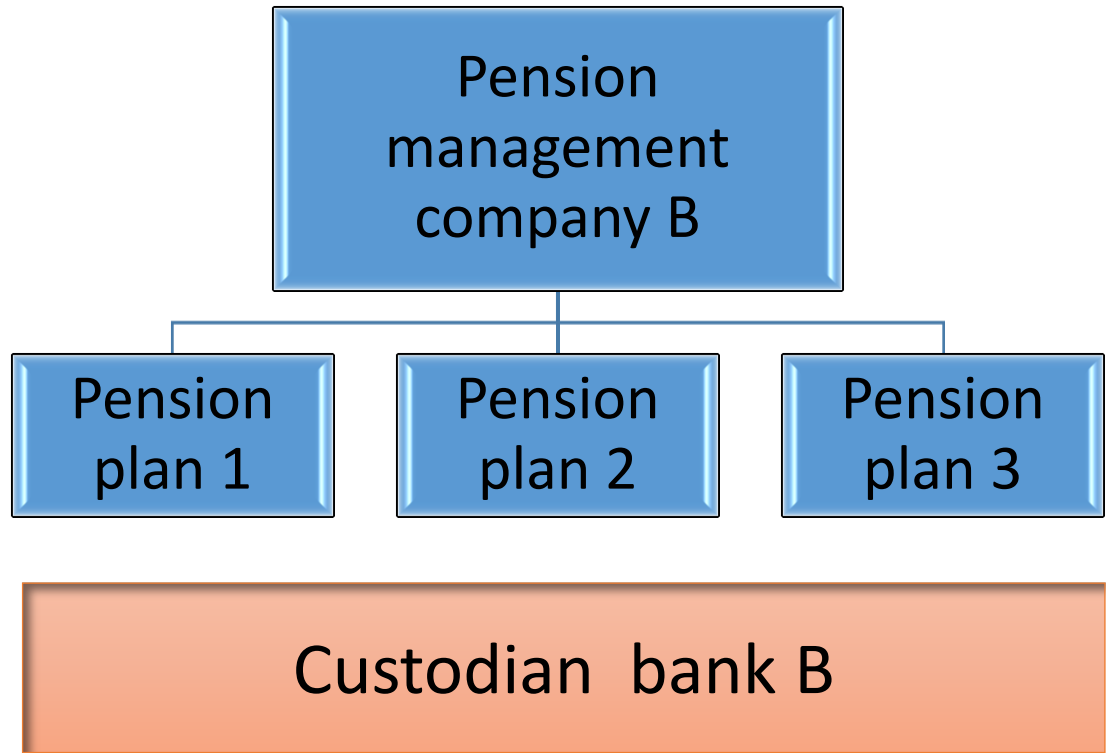 Pension
management
company B
Pension
plan 1
Pension
plan 2
Pension
plan 3
Custodian  bank B